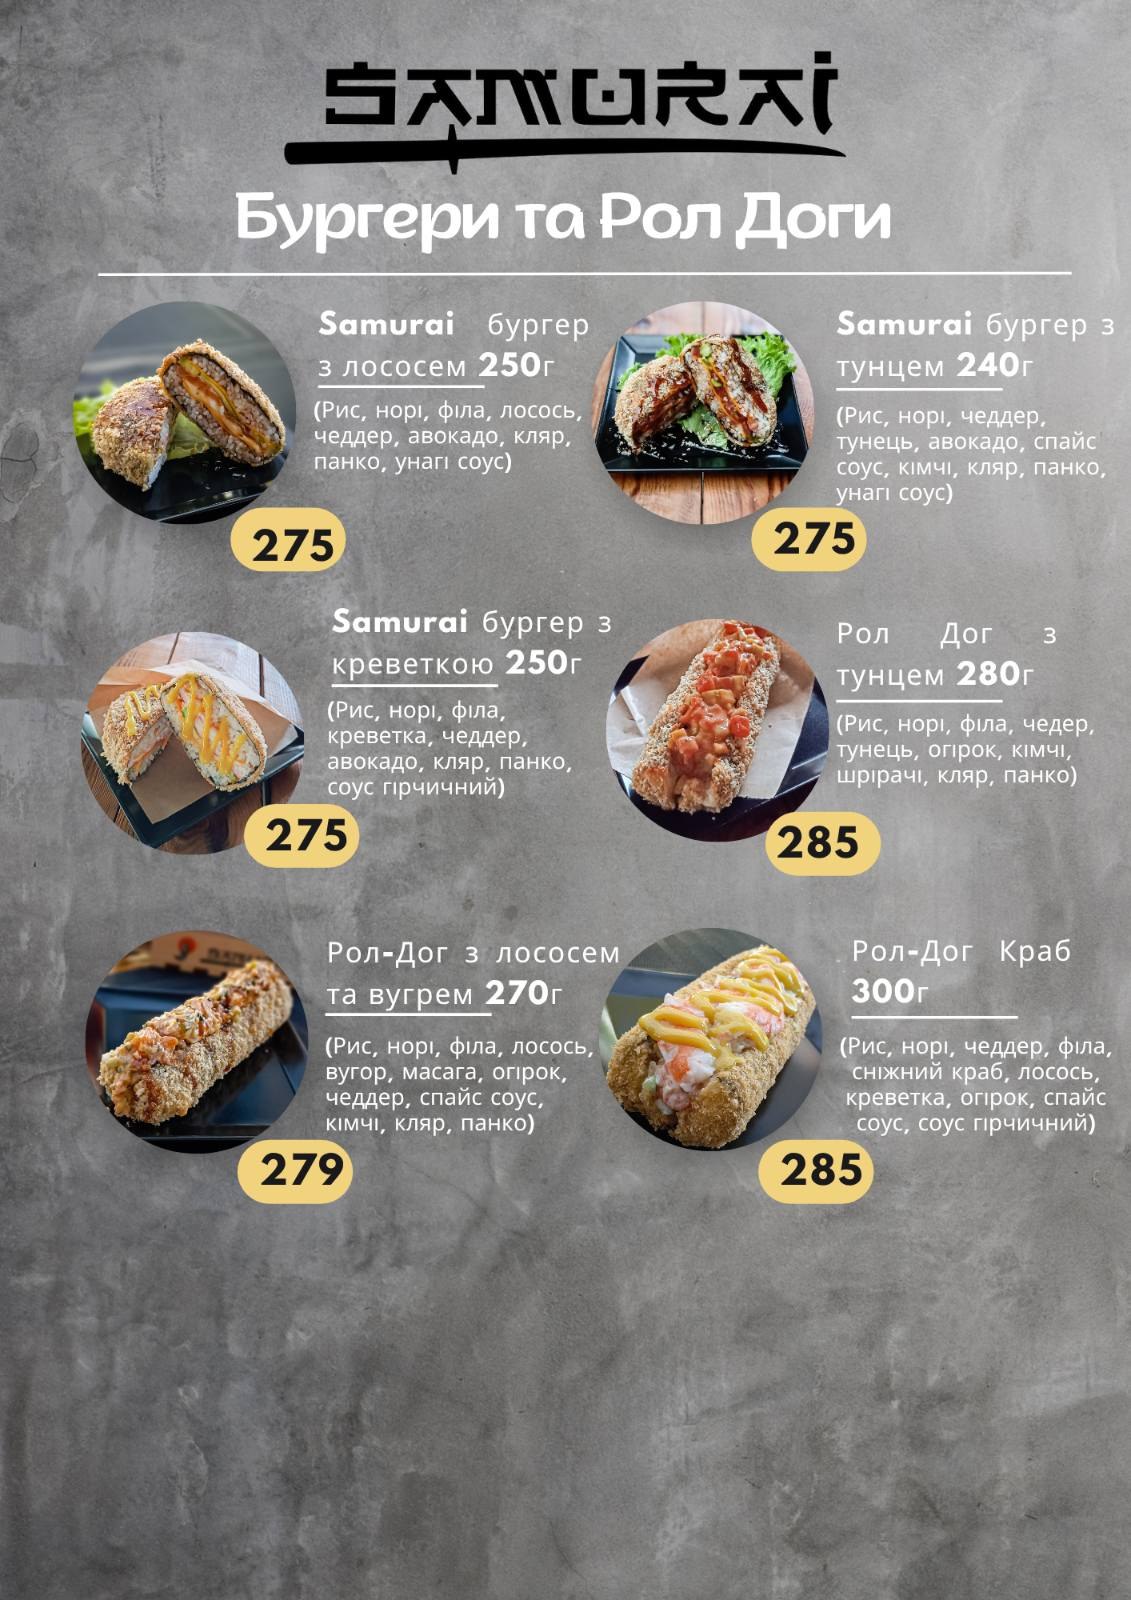 SAMURAI
Бургери та Рол Доги
Samurai бургер
з лососем 250г
(Рис, норі, філа, лосось,
чеддер, авокадо, кляр,
панко, унагі соус)
275
Samurai бургер з
тунцем 240г
(Рис, норі, чеддер,
тунець, авокадо, спайс
соус, кімчі, кляр, панко,
унагі соус)
275
Samurai бургер з
креветкою 250г
(Рис, норі, філа,
креветка, чеддер,
авокадо, кляр, панко,
соус гірчичний)
275
Рол Дог з
тунцем 280г
(Рис, норі, філа, чедер,
тунець, огірок, кімчі,
шрірачі, кляр, панко)
285
Рол-Дог з лососем
та вугрем 270г
(Рис, норі, філа, лосось,
вугор, масага, огірок,
чеддер, спайс соус,
кімчі, кляр, панко)
279
Рол-Дог Краб
300г
(Рис, норі, чеддер, філа,
сніжний краб, лосось,
креветка, огірок, спайс
соус, соус гірчичний)
285